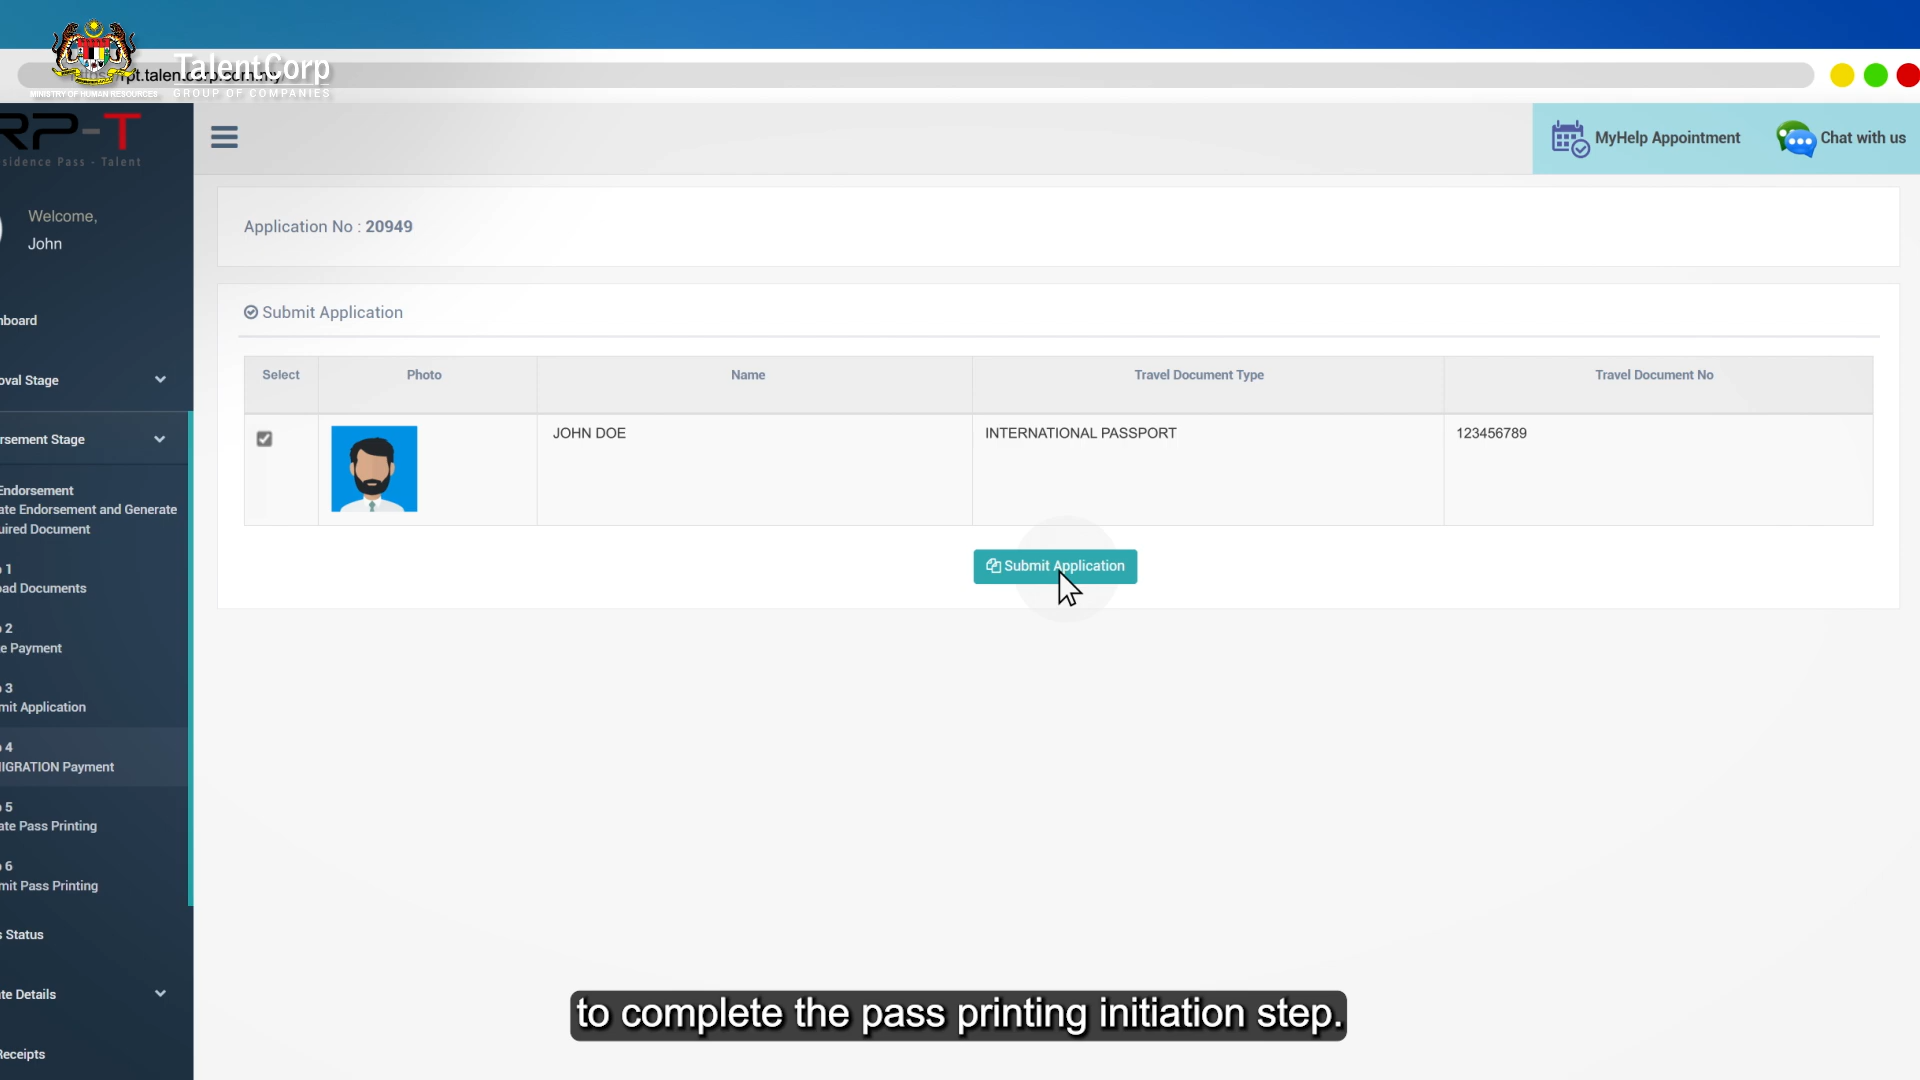 MINISTRY OF HUMAN RESOURCES
TalentCorp
GROUP OF COMPANIES
RP-T
sidence Pass - Talent
MyHelp Appointment
Chat with us
Welcome,
John
Application No : 20949
nboard
oval Stage
rsement Stage
Endorsement
ate Endorsement and Generate
uired Document
1
ad Documents
2
e Payment
3
mit Application
4
IGRATION Payment
5
ate Pass Printing
6
mit Pass Printing
s Status
te Details
Receipts
Submit Application
Select
Photo
Name
Travel Document Type
Travel Document No
JOHN DOE
INTERNATIONAL PASSPORT
123456789
Submit Application
to complete the pass printing initiation step.